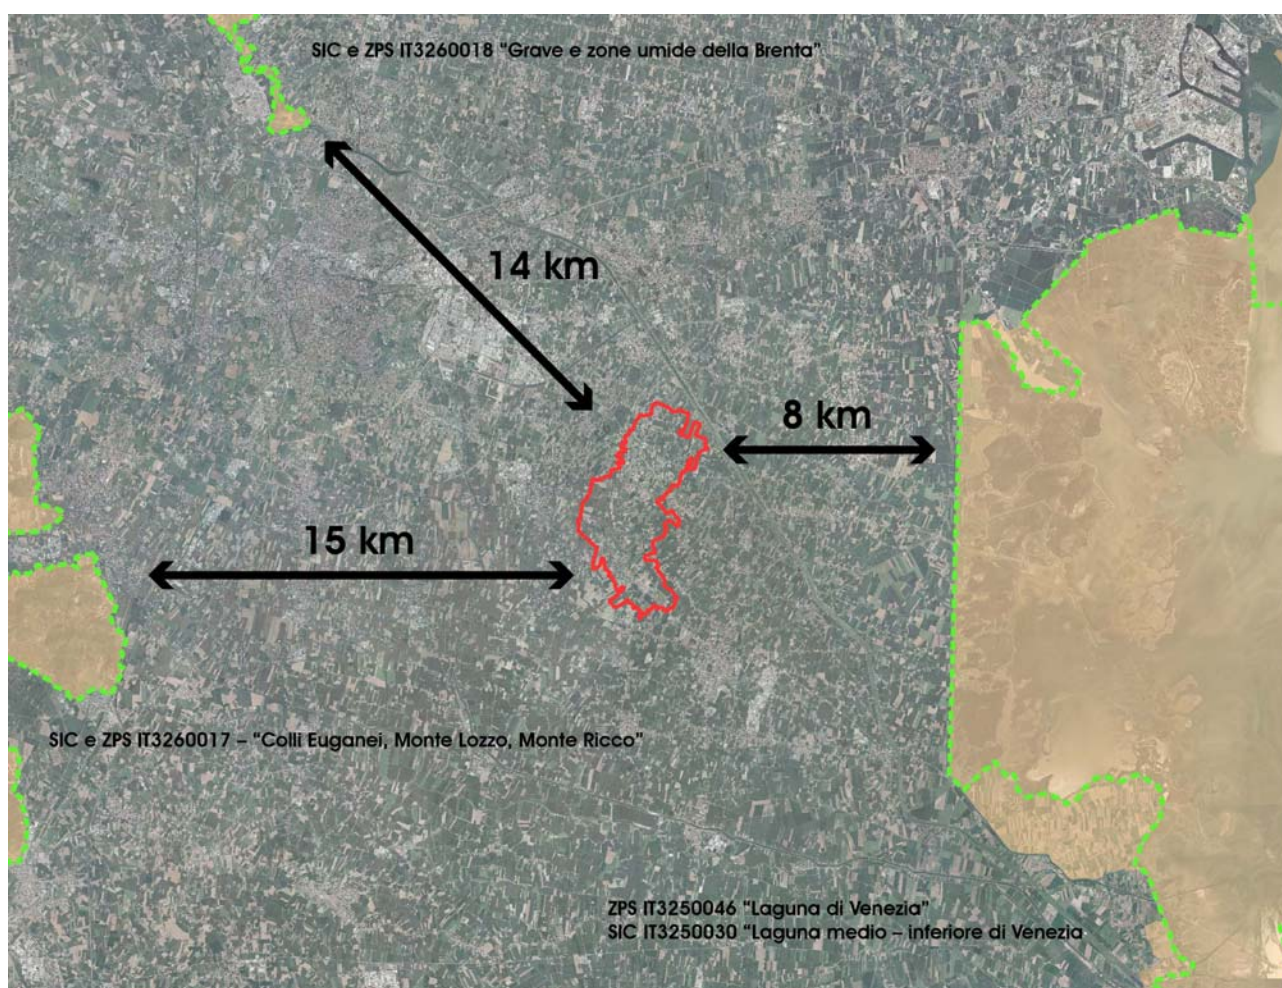 SIC e ZPS IT3260018 “Grave e zone umide della Brenta”
14 km
8 km
15 km
SIC e ZPS IT3260017 – “Colli Euganei, Monte Lozzo, Monte Ricco”
ZPS IT3250046 “Laguna di Venezia”
SIC IT3250030 “Laguna medio – inferiore di Venezia